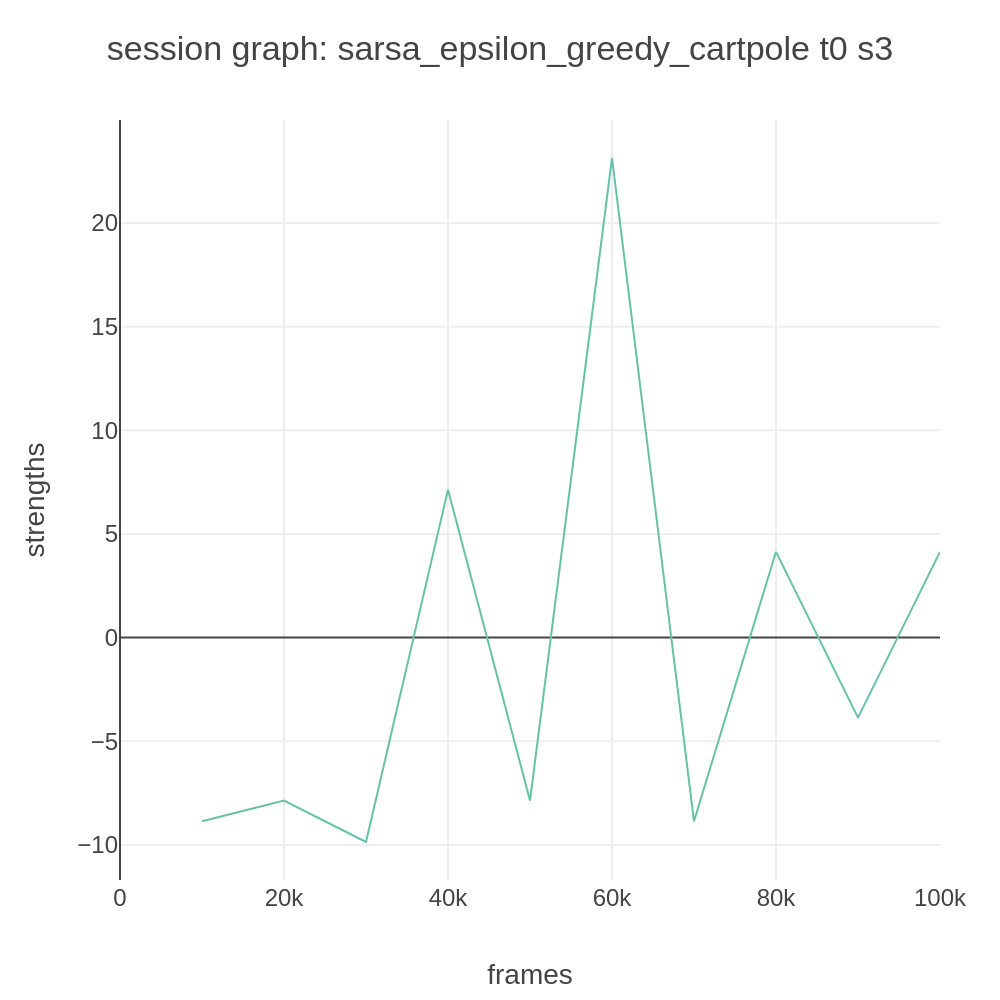 session graph: sarsa_epsilon_greedy_cartpole t0 s3
strengths
20
15
10
5
0
−5
−10
0
20k
40k
60k
80k
100k
frames